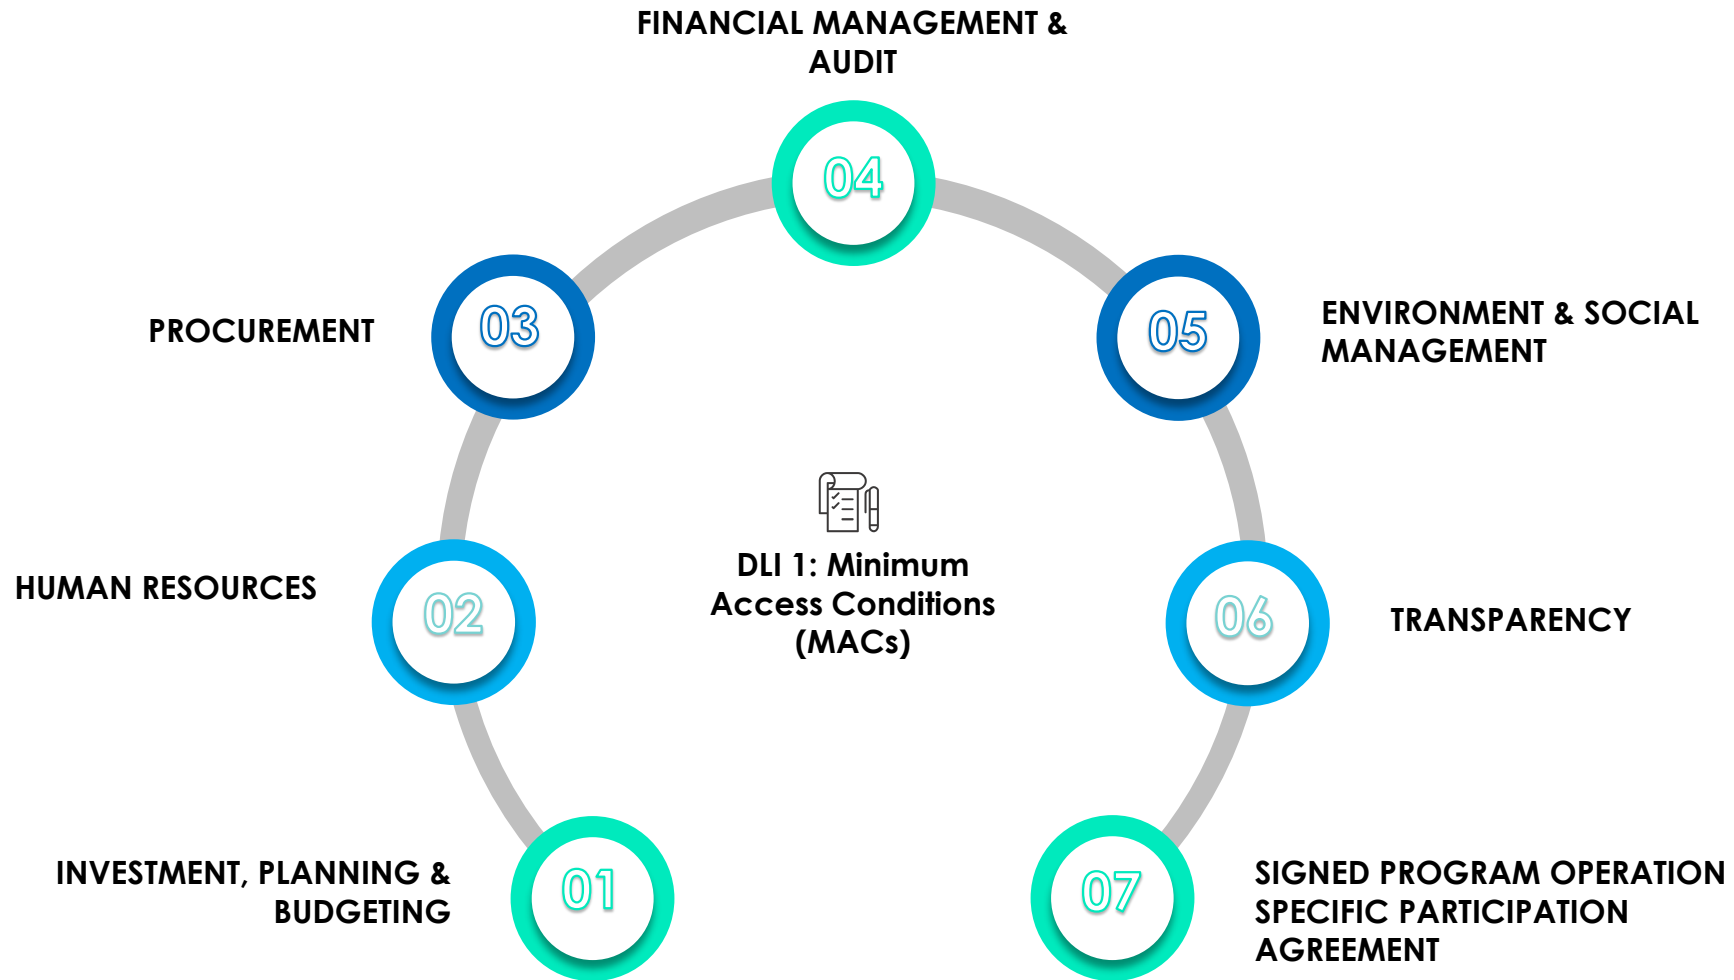 FINANCIAL MANAGEMENT &
AUDIT
04
03
PROCUREMENT
05
ENVIRONMENT & SOCIAL
MANAGEMENT
DLI 1: Minimum
Access Conditions
(MACs)
HUMAN RESOURCES
02
06
TRANSPARENCY
INVESTMENT, PLANNING &
BUDGETING
01
07
SIGNED PROGRAM OPERATION
SPECIFIC PARTICIPATION
AGREEMENT